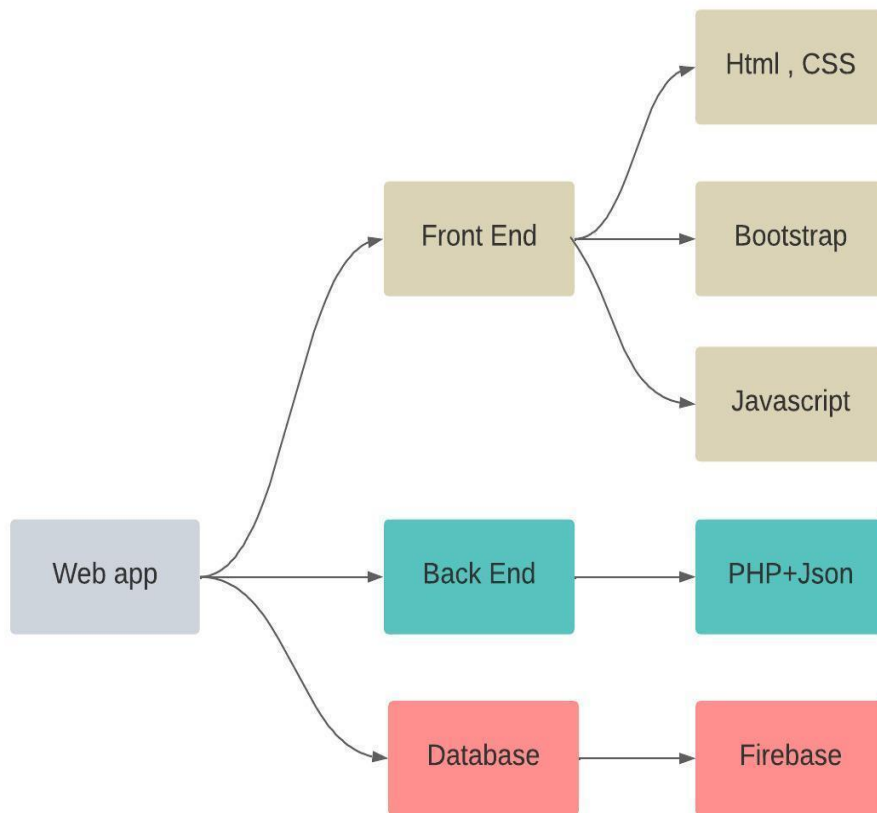 Html , CSS
Front End
Bootstrap
Javascript
Web app
Back End
PHP+Json
Database
Firebase